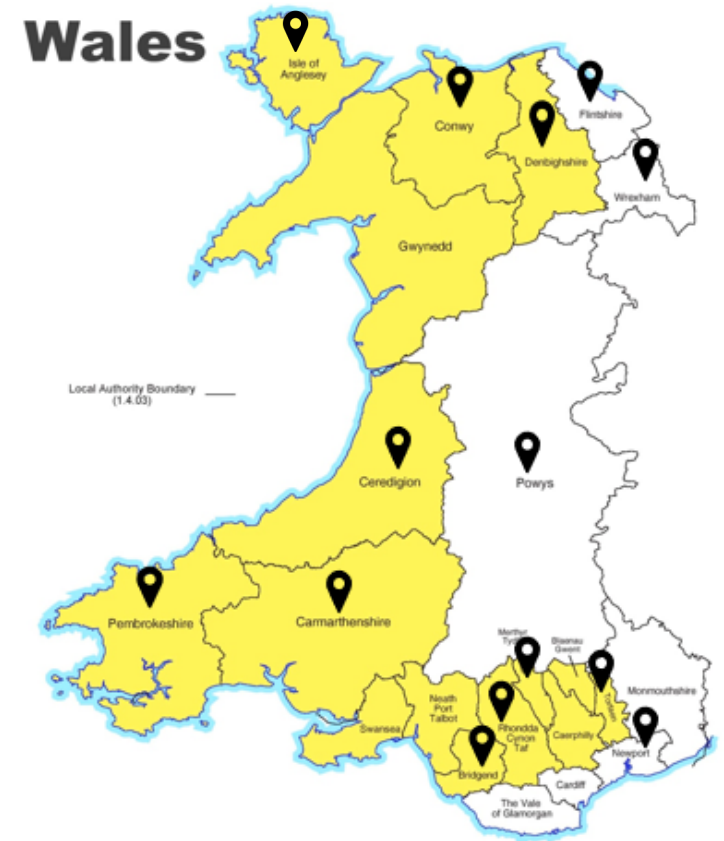 Wales
Isle of
Anglesey
Conwy
Flintshire
Denbighshire
Wrexham
Gwynedd
Local Authority Boundary
(1.4.03)
Ceredigion
Powys
Pembrokeshire
Carmarthenshire
Merthyr
Blaenau
Gwent
Monmouthshire
Neath
Port
Talbot
Torfaen
Swansea
Rhondda
Cynon
Taf
Caerphilly
Newport
Bridgend
Cardiff
The Vale
of Glamorgan